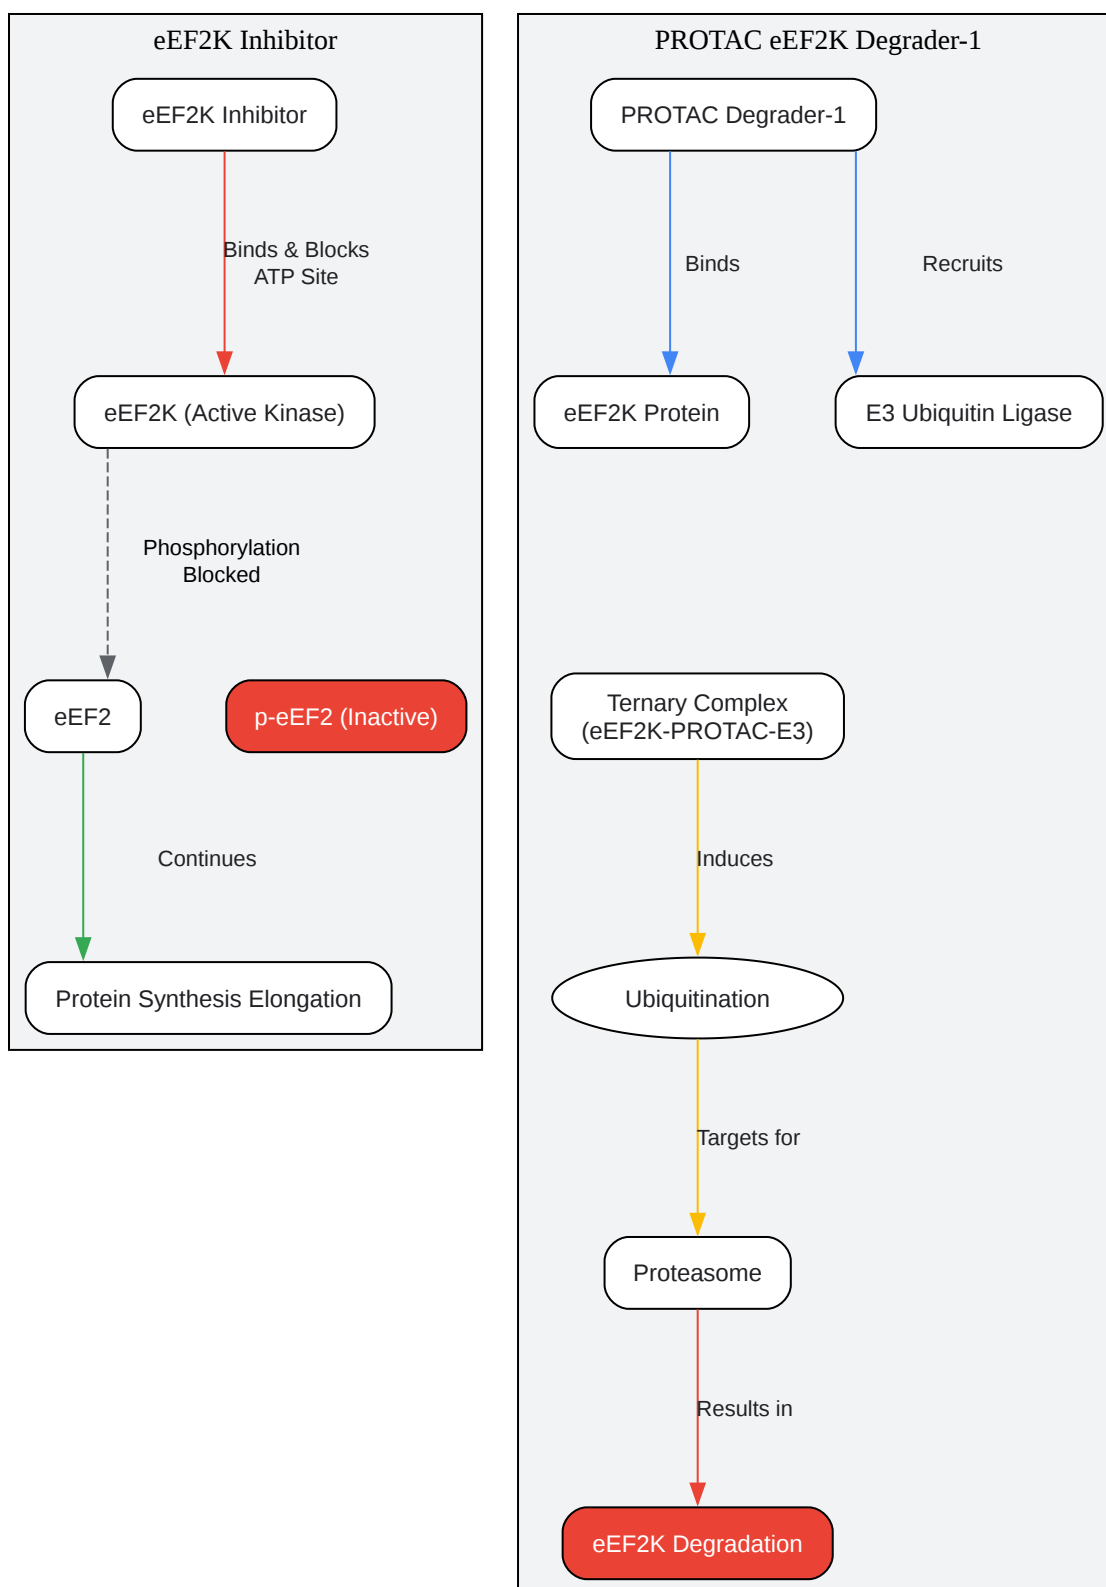 eEF2K Inhibitor
eEF2K Inhibitor
Binds & Blocks
ATP Site
eEF2K (Active Kinase)
Phosphorylation
Blocked
eEF2
p-eEF2 (Inactive)
Continues
Protein Synthesis Elongation
PROTAC eEF2K Degrader-1
PROTAC Degrader-1
Binds
Recruits
eEF2K Protein
E3 Ubiquitin Ligase
Ternary Complex
(eEF2K-PROTAC-E3)
Induces
Ubiquitination
Targets for
Proteasome
Results in
eEF2K Degradation